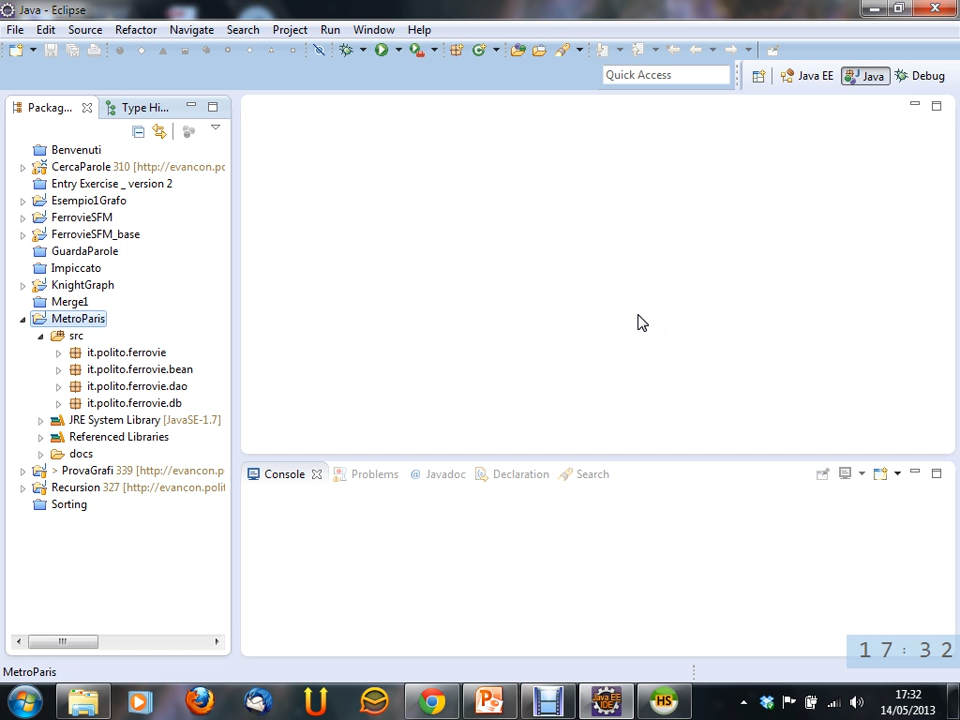 Java - Eclipse
File Edit Source Refactor Navigate Search Project Run Window Help
Quick Access
Java EE
Java
Debug
Packag...
Type Hi...
Benvenuti
CercaParole 310 [http://evancon.pc
Entry Exercise _ version 2
Esempio1Grafo
FerrovieSFM
FerrovieSFM_base
GuardaParole
Impiccato
KnightGraph
Merge1
MetroParis
src
it.polito.ferrovie
it.polito.ferrovie.bean
it.polito.ferrovie.dao
it.polito.ferrovie.db
JRE System Library [JavaSE-1.7]
Referenced Libraries
docs
> ProvaGrafi 339 [http://evancon.p
Recursion 327 [http://evancon.polit
Sorting
Console
Problems
@ Javadoc
Declaration
Search
17:32
MetroParis
Java EE
IDE
HS
17:32
14/05/2013